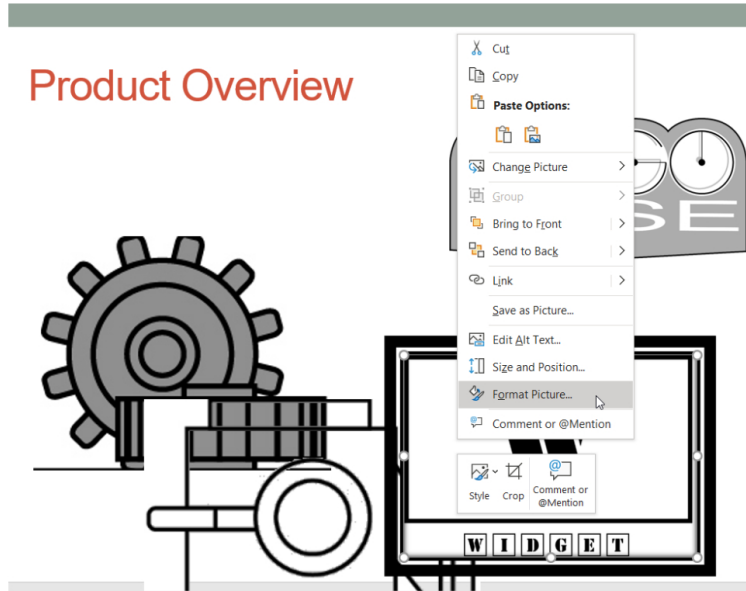 Product Overview
Cut
Copy
Paste Options:
Change Picture
Group
Bring to Front
Send to Back
Link
Save as Picture...
Edit Alt Text...
Size and Position...
Format Picture...
Comment or @Mention
Style
Crop
Comment or
@Mention
WIDGET